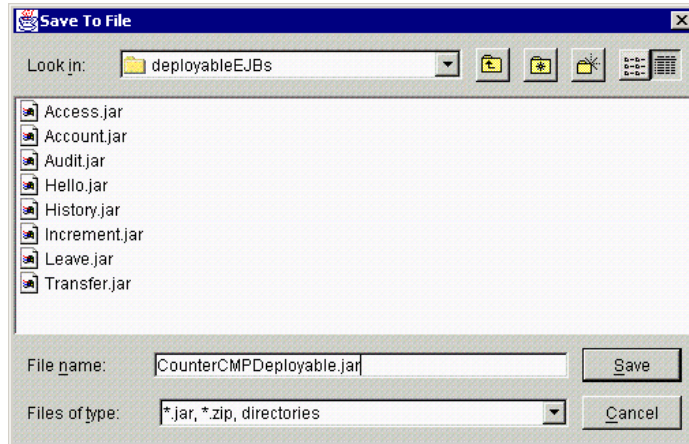 Save To File
Look in: deployableEJBs
Access.jar
Account.jar
Audit.jar
Hello.jar
History.jar
Increment.jar
Leave.jar
Transfer.jar
File name: CounterCMPDeployable.jar Save
Files of type: *.jar, *.zip, directories Cancel